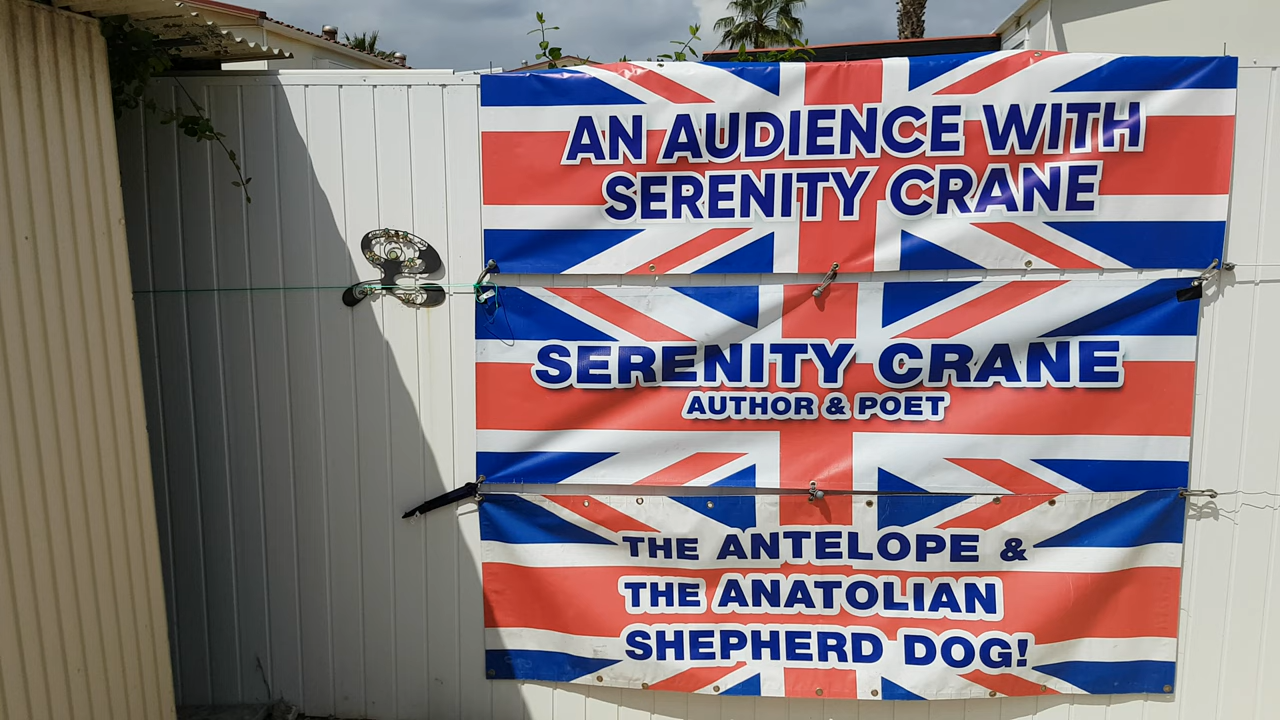 AN AUDIENCE WITH
SERENITY CRANE
SERENITY CRANE
AUTHOR & POET
THE ANTELOPE &
THE ANATOLIAN
SHEPHERD DOG!